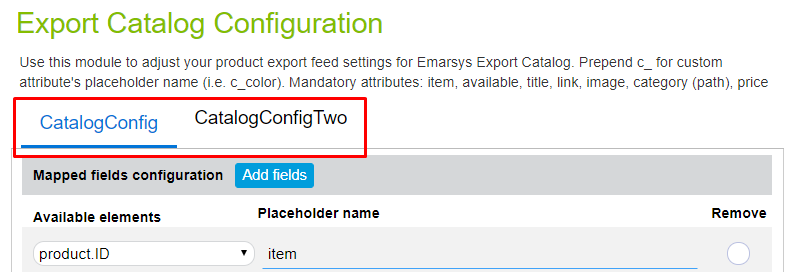 Export Catalog Configuration
Use this module to adjust your product export feed settings for Emarsys Export Catalog. Prepend c_ for custom
attribute's placeholder name (i.e. c_color). Mandatory attributes: item, available, title, link, image, category (path), price
CatalogConfig CatalogConfigTwo
Mapped fields configuration Add fields
Available elements Placeholder name Remove
product.ID item